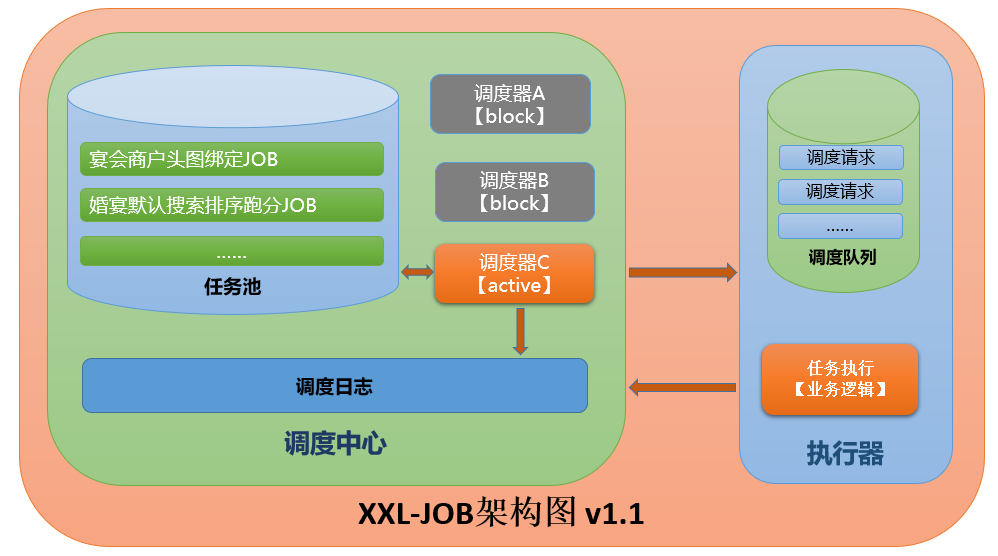 宴会商户头图绑定JOB
婚宴默认搜索排序跑分JOB
......
任务池
调度器A
【block】
调度器B
【block】
调度器C
【active】
调度日志
调度中心
调度请求
调度请求
......
调度队列
任务执行
【业务逻辑】
执行器
XXL-JOB架构图 v1.1